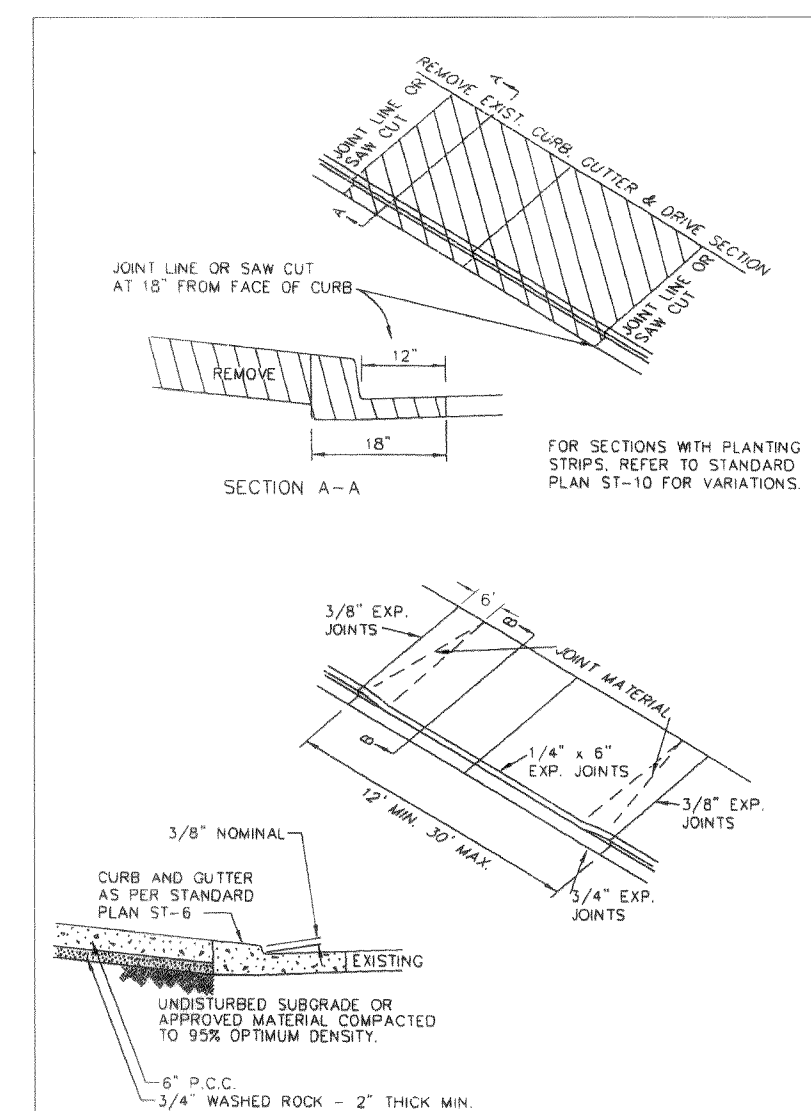 REMOVE EXIST. CURB, GUTTER & DRIVE SECTION
A
JOINT LINE OR
SAW CUT
A
JOINT LINE OR SAW CUT
AT 18" FROM FACE OF CURB
JOINT LINE OR
SAW CUT
12"
REMOVE
18"
SECTION A-A
FOR SECTIONS WITH PLANTING
STRIPS, REFER TO STANDARD
PLAN ST-10 FOR VARIATIONS.
6'
3/8" EXP.
JOINTS
B
JOINT MATERIAL
B
1/4" x 6"
EXP. JOINTS
12' MIN. 30' MAX.
3/8" EXP.
JOINTS
3/4" EXP.
JOINTS
3/8" NOMINAL
CURB AND GUTTER
AS PER STANDARD
PLAN ST-6
EXISTING
UNDISTURBED SUBGRADE OR
APPROVED MATERIAL COMPACTED
TO 95% OPTIMUM DENSITY.
6" P.C.C.
3/4" WASHED ROCK - 2" THICK MIN.